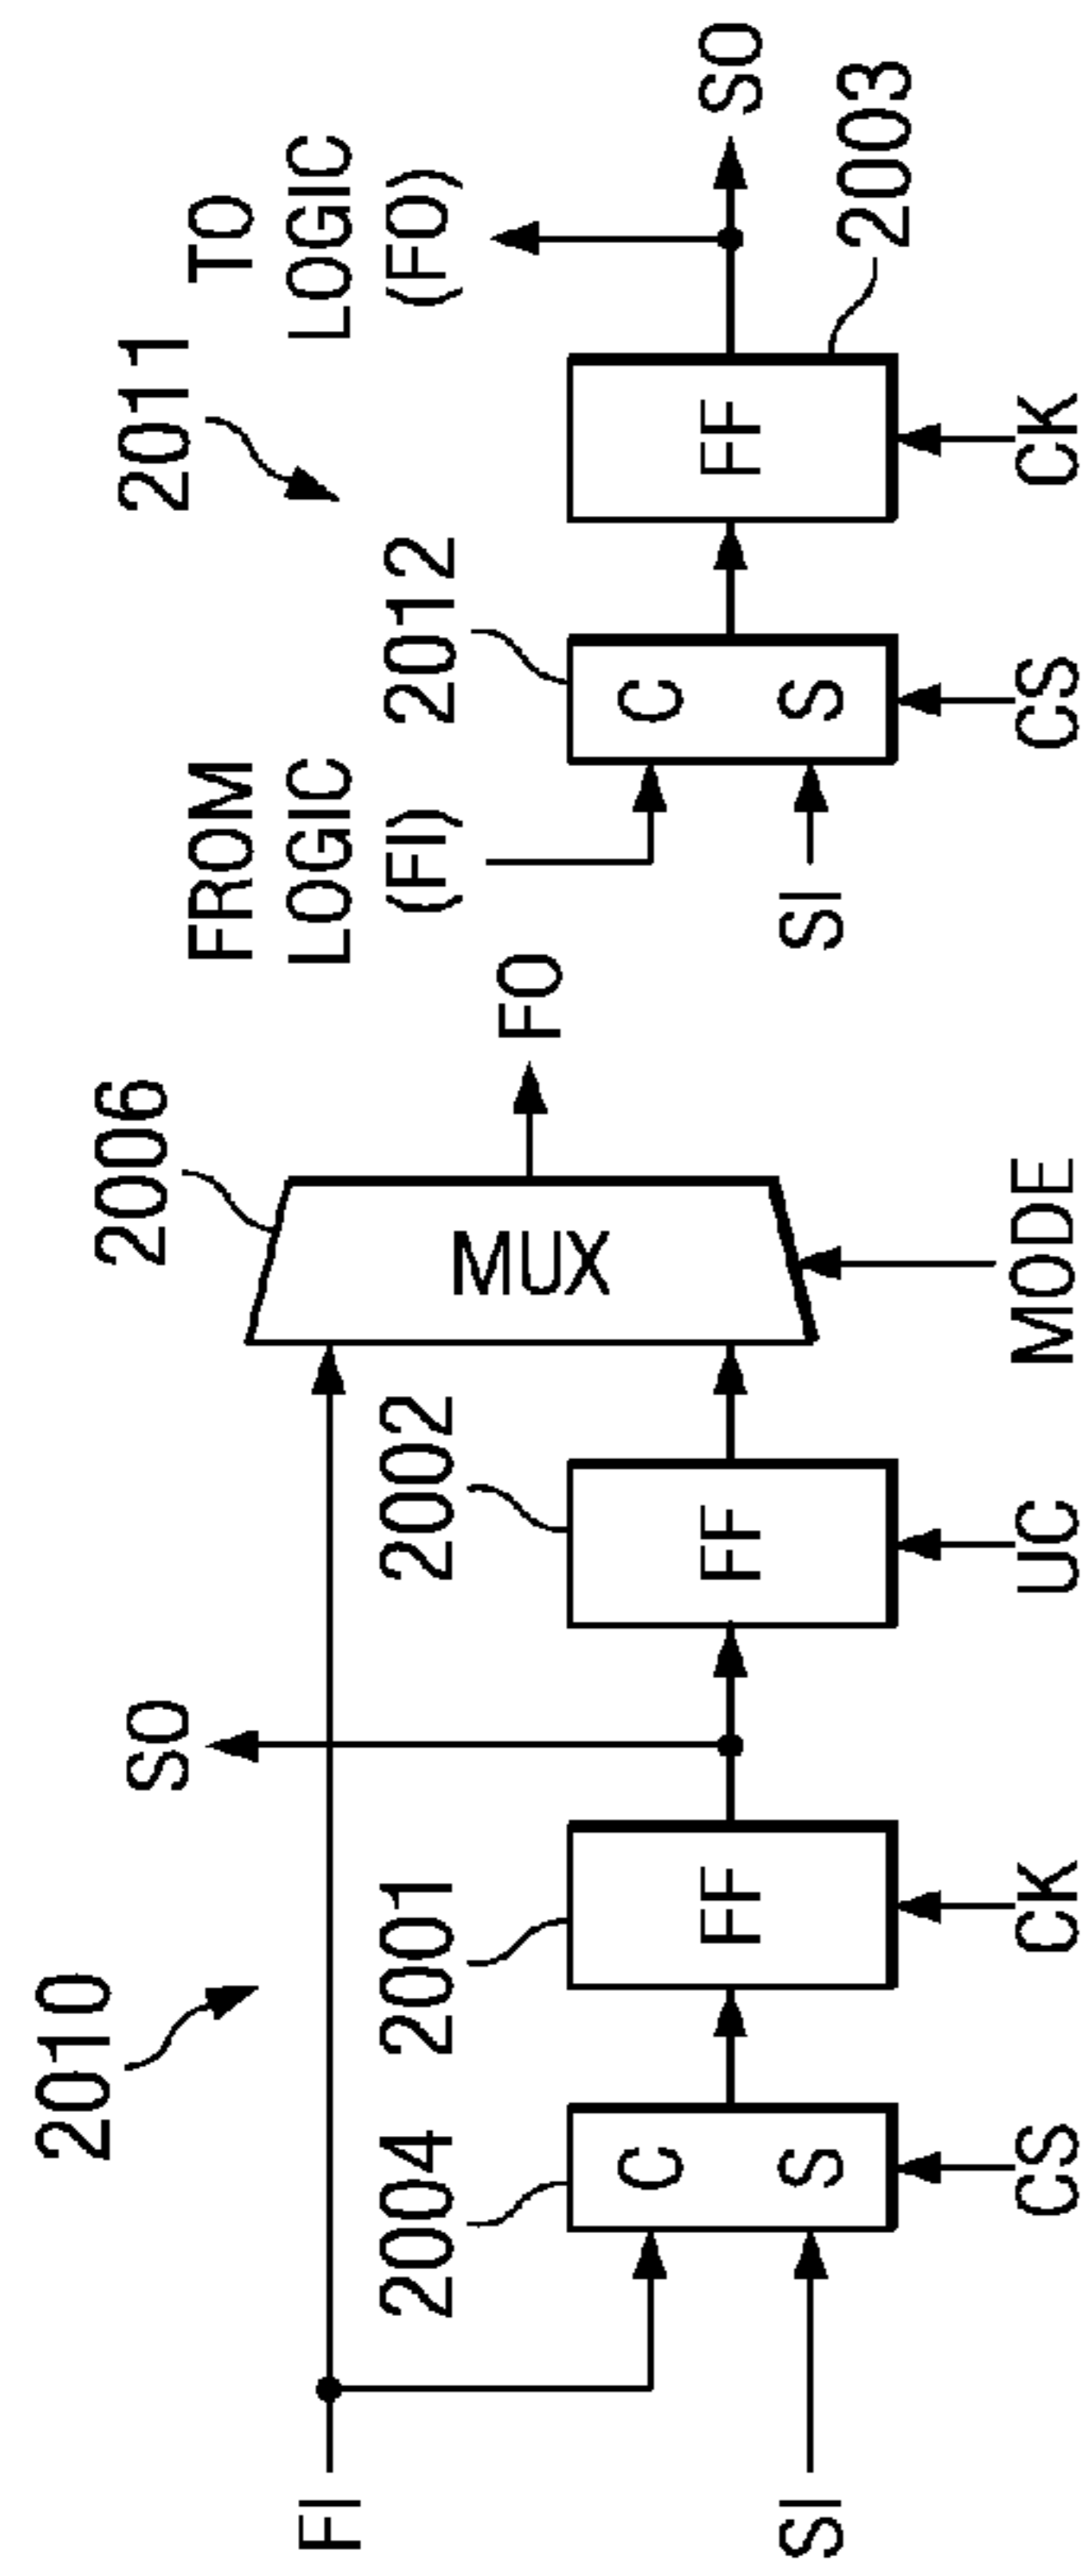 2010
FI
SI
2004
C
S
CS
2001
FF
CK
SO
2002
FF
UC
2006
MUX
MODE
FO
2011
FROM
LOGIC
(FI)
SI
2012
C
S
CS
FF
CK
2003
TO
LOGIC
(FO)
SO